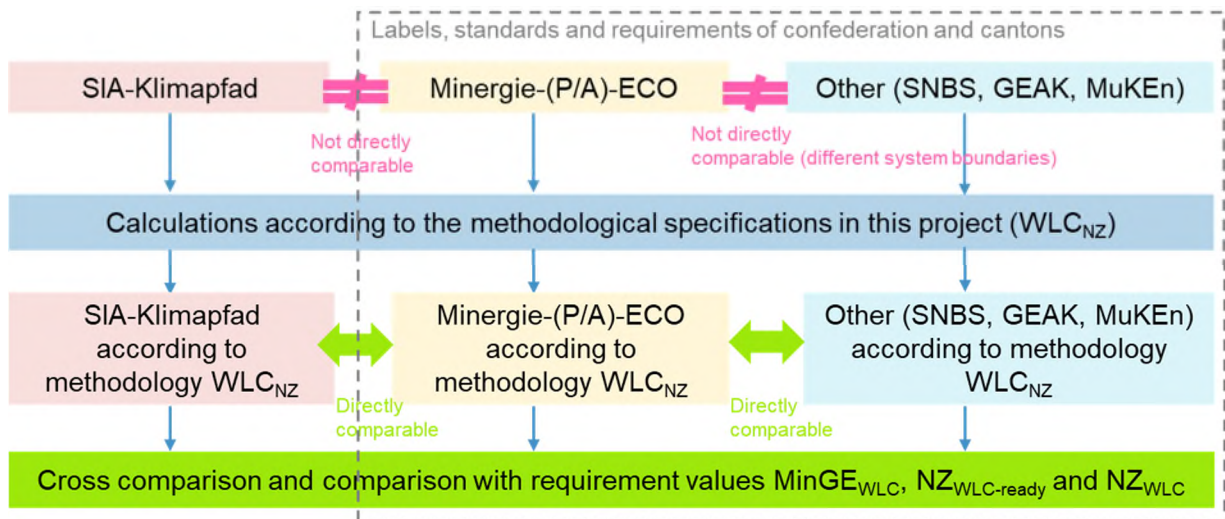 Labels, standards and requirements of confederation and cantons
SIA-Klimapfad
Minergie-(P/A)-ECO
Other (SNBS, GEAK, MuKEn)
Not directly
comparable
Not directly
comparable (different system boundaries)
Calculations according to the methodological specifications in this project (WLCNZ)
SIA-Klimapfad
according to
methodology WLCNZ
Minergie-(P/A)-ECO
according to
methodology WLCNZ
Other (SNBS, GEAK, MuKEn)
according to methodology
WLCNZ
Directly
comparable
Directly
comparable
Cross comparison and comparison with requirement values MinGEWLC, NZWLC-ready and NZWLC